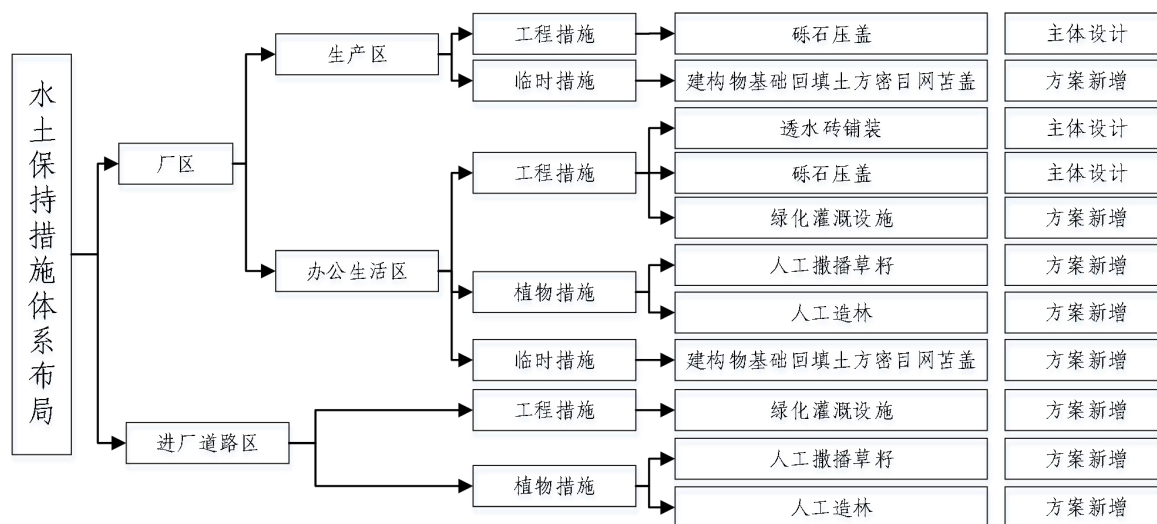 水土保持措施体系布局
厂区
生产区
工程措施
砾石压盖
主体设计
临时措施
建构物基础回填土方密目网苫盖
方案新增
办公生活区
工程措施
透水砖铺装
主体设计
砾石压盖
主体设计
绿化灌溉设施
方案新增
植物措施
人工撒播草籽
方案新增
人工造林
方案新增
临时措施
建构物基础回填土方密目网苫盖
方案新增
进厂道路区
工程措施
绿化灌溉设施
方案新增
植物措施
人工撒播草籽
方案新增
人工造林
方案新增